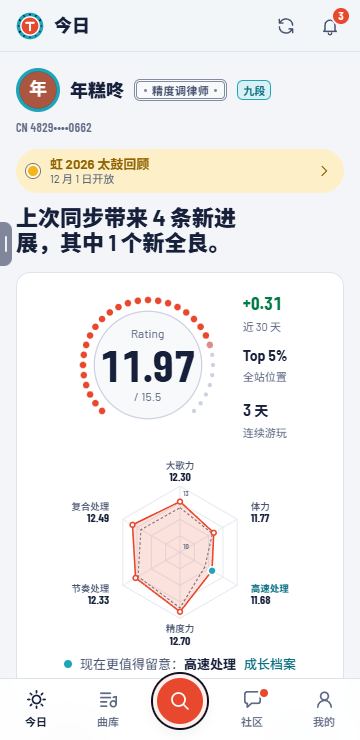 T
今日
3
年
年糕咚
精度调律师
九段
CN 4829••••0662
虹 2026 太鼓回顾
12 月 1 日开放
上次同步带来 4 条新进
展，其中 1 个新全良。
Rating
11.97
/ 15.5
+0.31
近 30 天
Top 5%
全站位置
3 天
连续游玩
大歌力
12.30
13
10
复合处理
12.49
体力
11.77
节奏处理
12.33
高速处理
11.68
精度力
12.70
现在更值得留意：高速处理 成长档案
今日
曲库
社区
我的